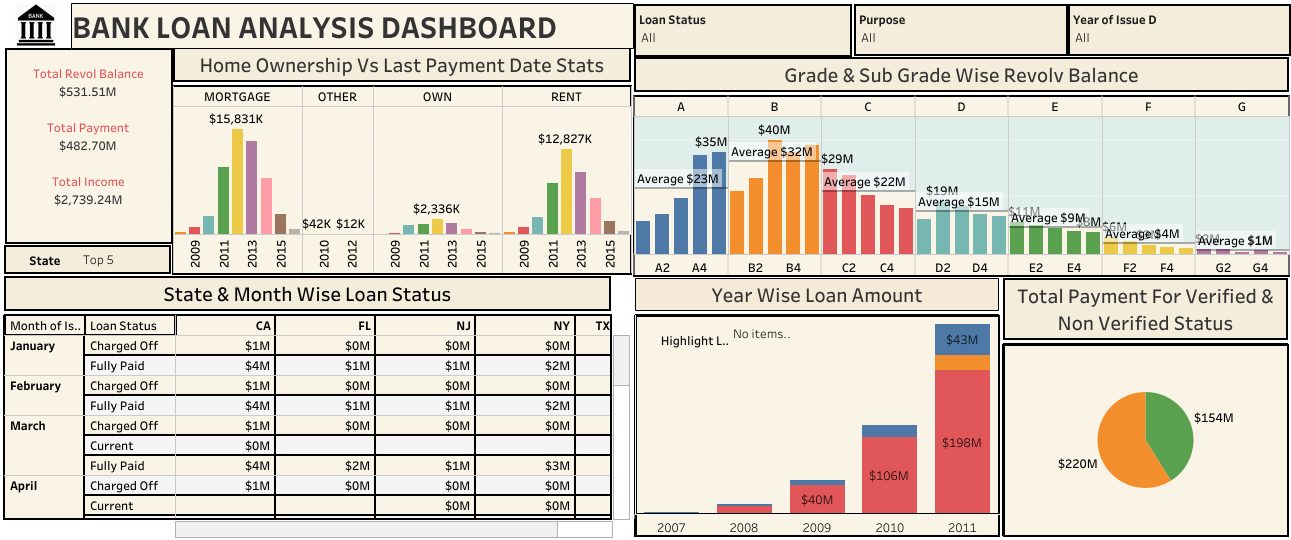 BANK
BANK LOAN ANALYSIS DASHBOARD
Loan Status
All
Purpose
All
Year of Issue D
All
Total Revol Balance
$531.51M
Total Payment
$482.70M
Total Income
$2,739.24M
State Top 5
Home Ownership Vs Last Payment Date Stats
MORTGAGE OTHER OWN RENT
$15,831K
$12,827K
$2,336K
$42K $12K
2009 2011 2013 2015 2010 2012 2009 2011 2013 2015 2009 2011 2013 2015
Grade & Sub Grade Wise Revolv Balance
A B C D E F G
$35M $40M $29M $19M $11M $8M $6M
Average $23M Average $32M Average $22M Average $15M Average $9M Average $4M Average $1M
A2 A4 B2 B4 C2 C4 D2 D4 E2 E4 F2 F4 G2 G4
State & Month Wise Loan Status
Month of Is.. Loan Status CA FL NJ NY TX
January Charged Off $1M $0M $0M $0M
Fully Paid $4M $1M $1M $2M
February Charged Off $1M $0M $0M $0M
Fully Paid $4M $1M $1M $2M
March Charged Off $1M $0M $0M $0M
Current $0M
Fully Paid $4M $2M $1M $3M
April Charged Off $1M $0M $0M $0M
Current $0M $0M
Year Wise Loan Amount
Highlight L.. No items..
$43M
$198M
$106M
$40M
2007 2008 2009 2010 2011
Total Payment For Verified &
Non Verified Status
$154M
$220M